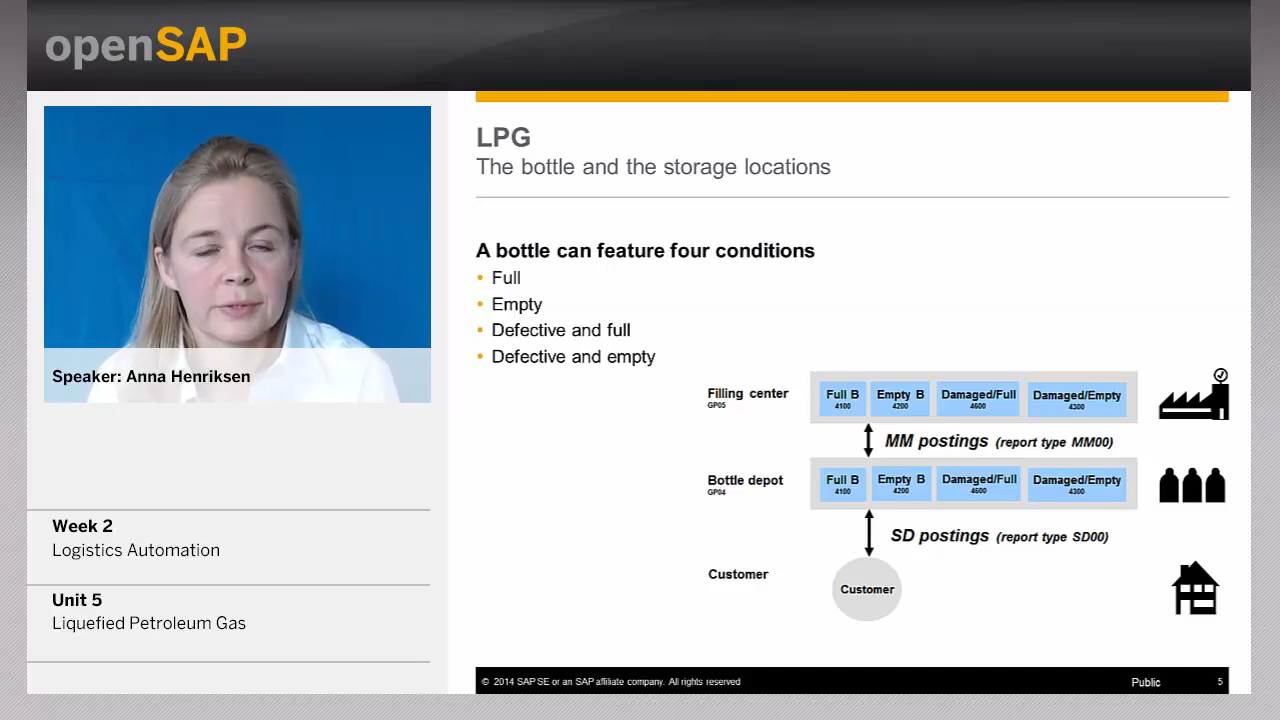 openSAP
Speaker: Anna Henriksen
Week 2
Logistics Automation
Unit 5
Liquefied Petroleum Gas
LPG
The bottle and the storage locations
A bottle can feature four conditions
• Full
• Empty
• Defective and full
• Defective and empty
Filling center
GP05
Full B
4100
Empty B
4200
Damaged/Full
4600
Damaged/Empty
4300
MM postings (report type MM00)
Bottle depot
GP04
Full B
4100
Empty B
4200
Damaged/Full
4600
Damaged/Empty
4300
SD postings (report type SD00)
Customer
Customer
© 2014 SAP SE or an SAP affiliate company. All rights reserved
Public
5